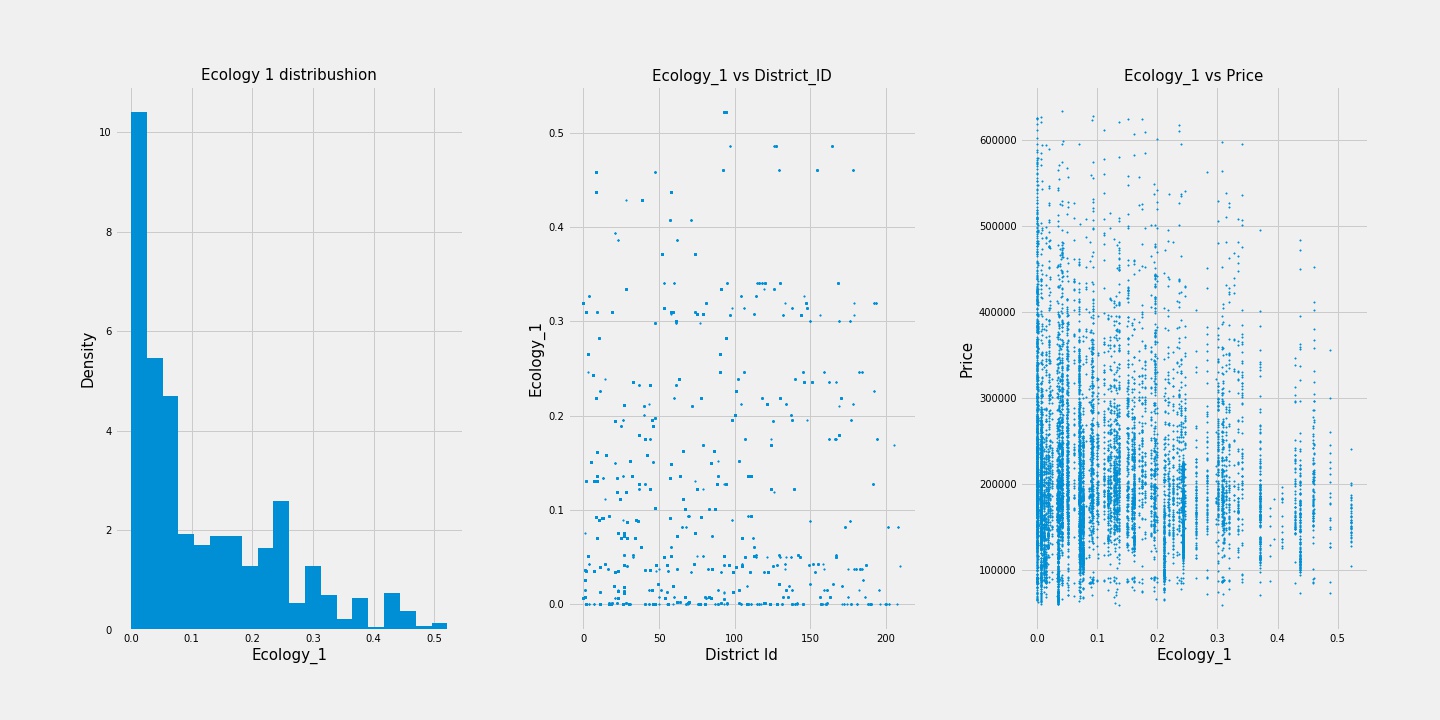 Ecology 1 distribushion
10
8
6
4
2
0
Density
0.0 0.1 0.2 0.3 0.4 0.5
Ecology_1
Ecology_1 vs District_ID
0.5
0.4
0.3
0.2
0.1
0.0
Ecology_1
0 50 100 150 200
District Id
Ecology_1 vs Price
600000
500000
400000
300000
200000
100000
Price
0.0 0.1 0.2 0.3 0.4 0.5
Ecology_1